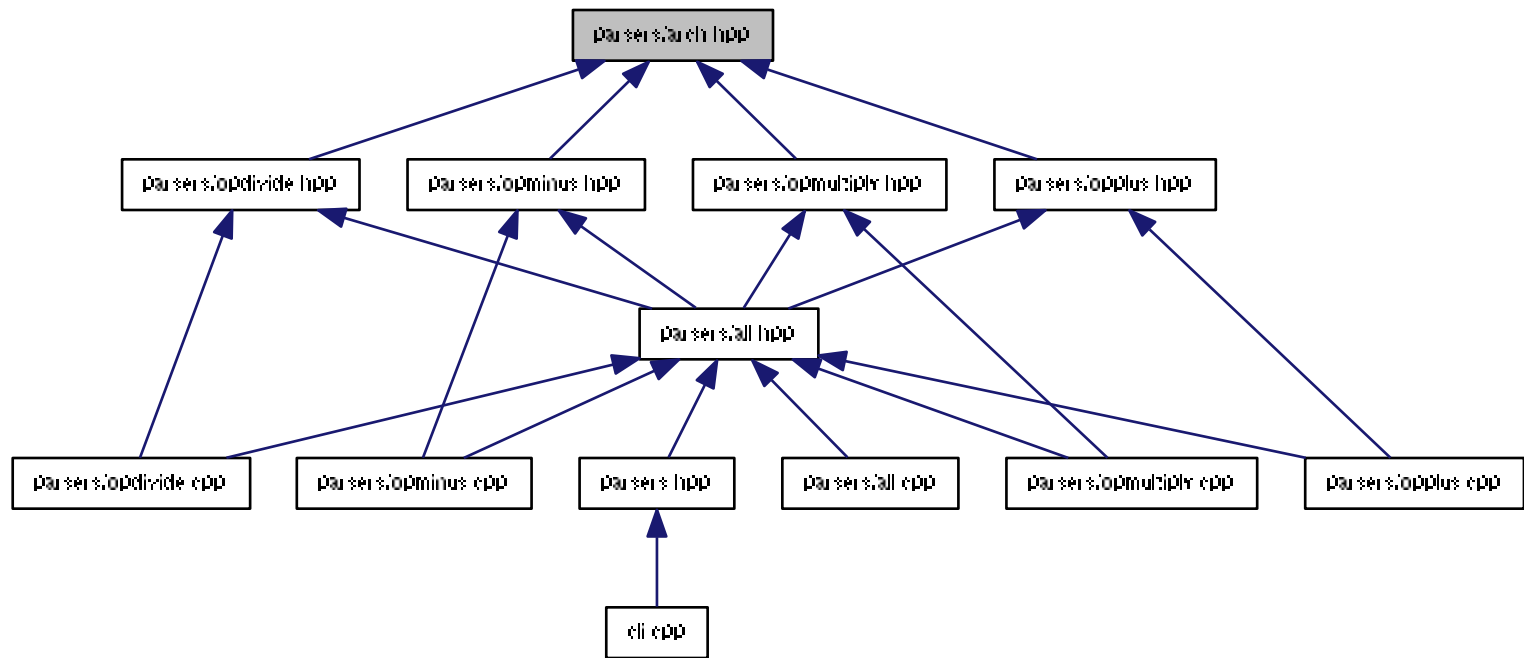 parsers/arch.hpp
parsers/opdivide.hpp
parsers/opminus.hpp
parsers/opmultiply.hpp
parsers/opplus.hpp
parsers/all.hpp
parsers/opdivide.cpp
parsers/opminus.cpp
parsers.hpp
parsers/all.cpp
parsers/opmultiply.cpp
parsers/opplus.cpp
cli.cpp